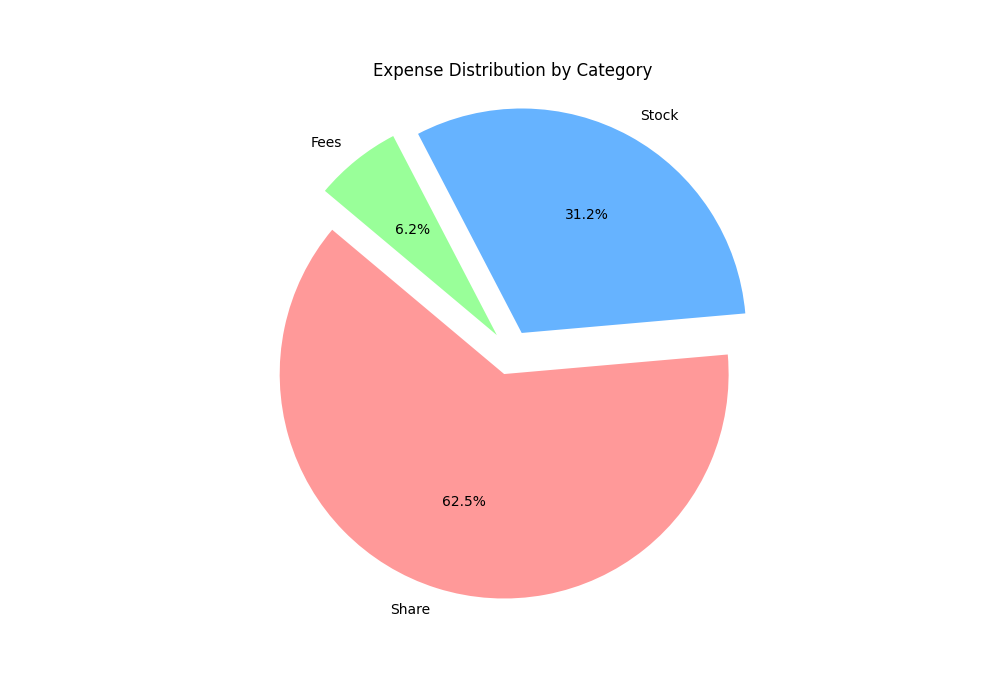 Expense Distribution by Category
Stock
Fees
31.2%
6.2%
62.5%
Share